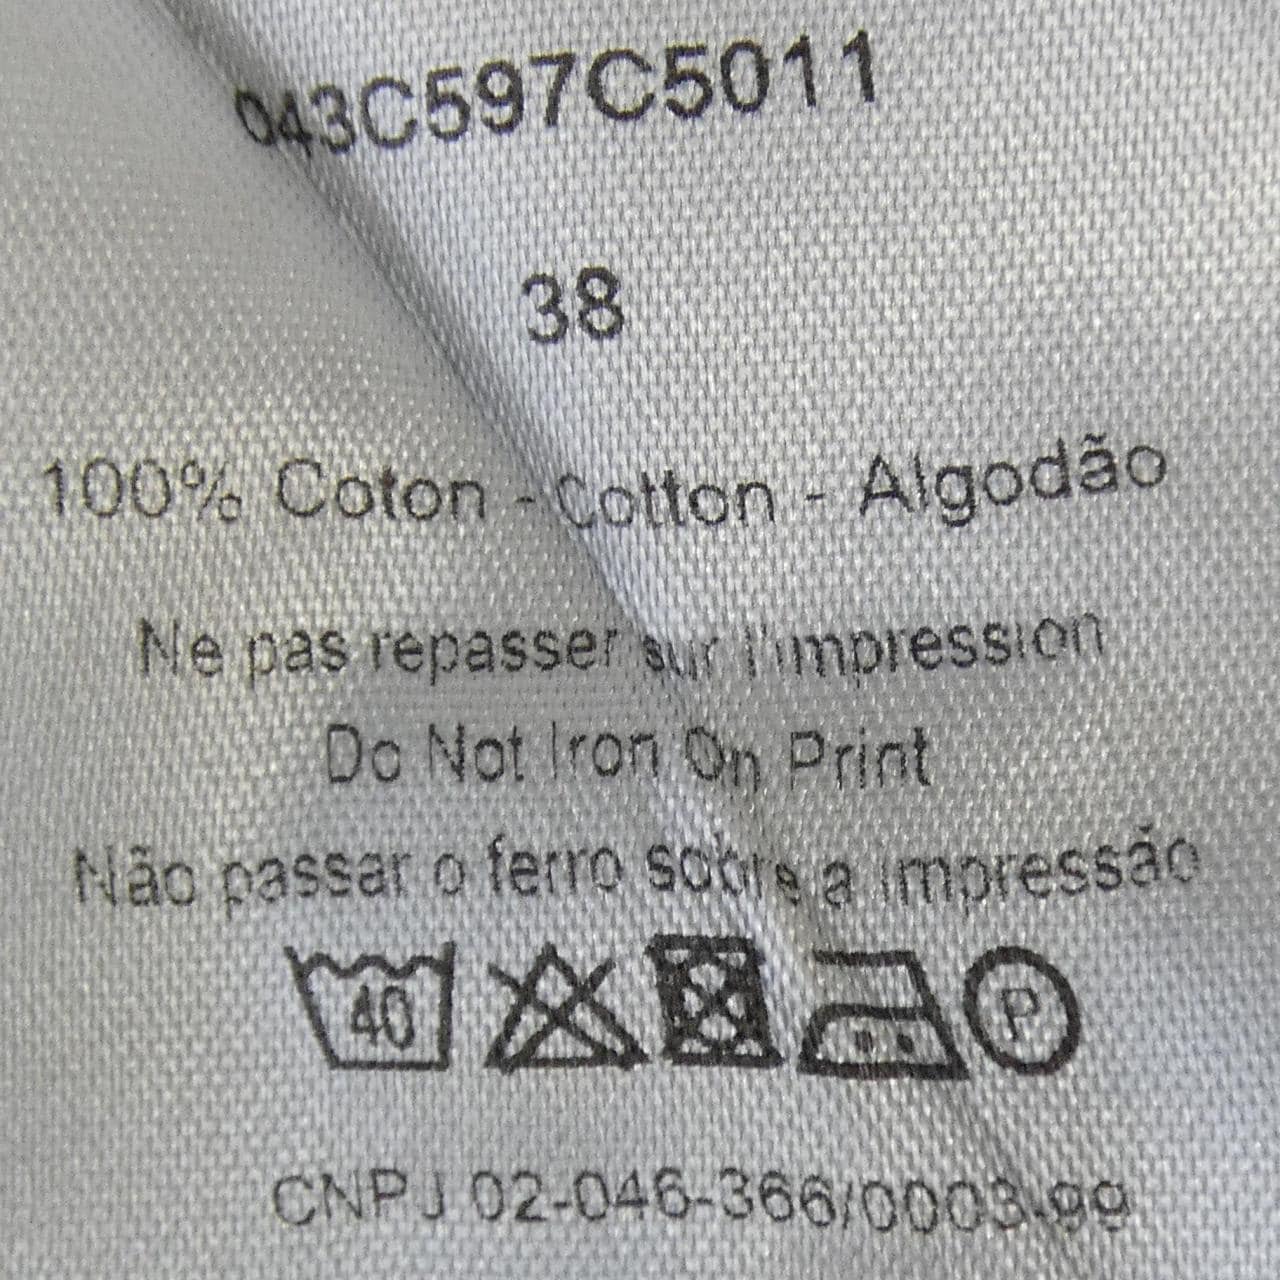 043C597C5011
38
100% Coton - Cotton - Algodão
Ne pas repasser sur l'impression
Do Not Iron On Print
Não passar o ferro sobre a impressão
40 P
CNPJ 02-046-366/0003-99